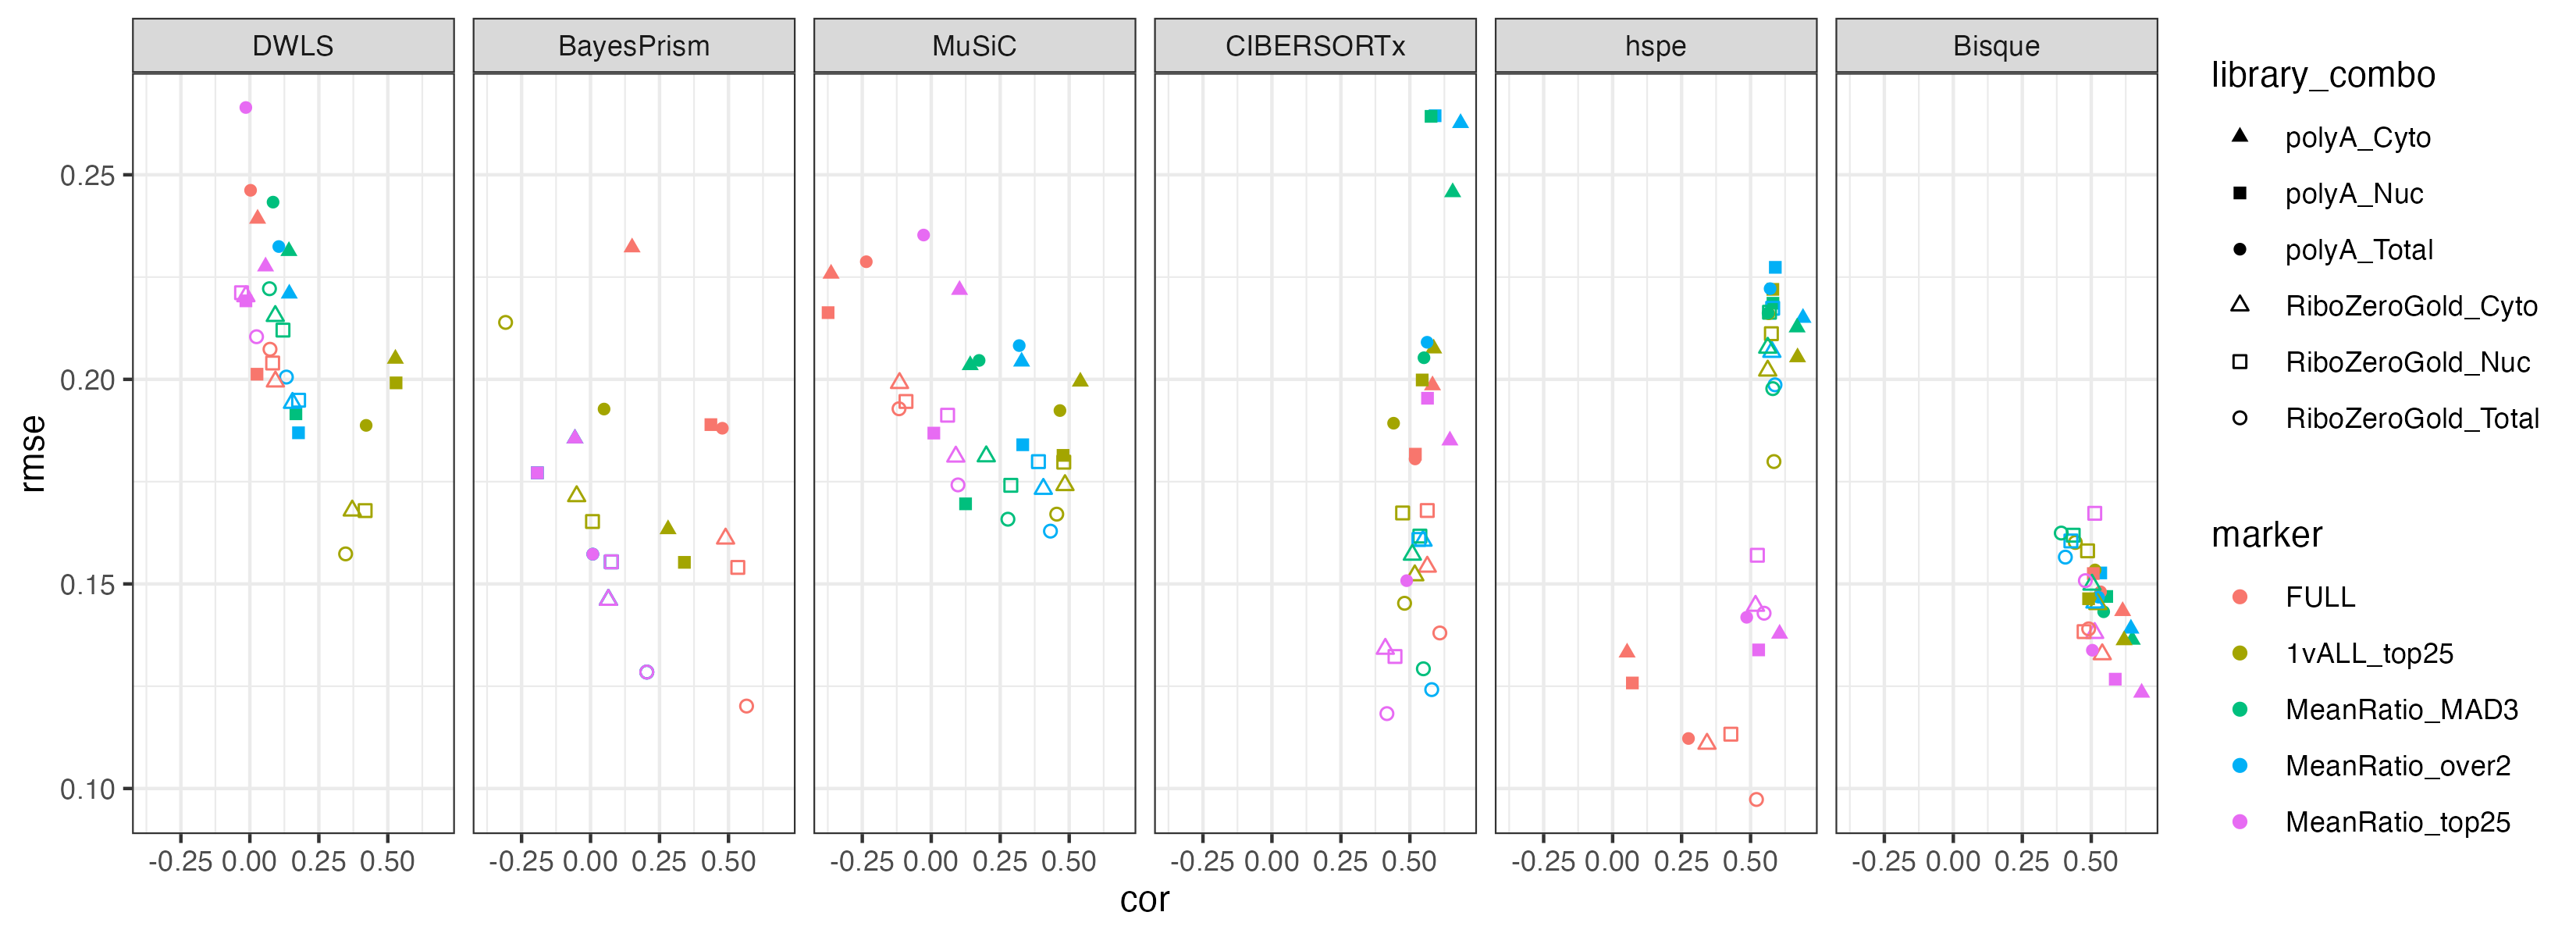 DWLS BayesPrism MuSiC CIBERSORTx hspe Bisque
rmse
0.25
0.20
0.15
0.10
-0.25 0.00 0.25 0.50 -0.25 0.00 0.25 0.50 -0.25 0.00 0.25 0.50 -0.25 0.00 0.25 0.50 -0.25 0.00 0.25 0.50 -0.25 0.00 0.25 0.50
cor
library_combo
polyA_Cyto
polyA_Nuc
polyA_Total
RiboZeroGold_Cyto
RiboZeroGold_Nuc
RiboZeroGold_Total
marker
FULL
1vALL_top25
MeanRatio_MAD3
MeanRatio_over2
MeanRatio_top25